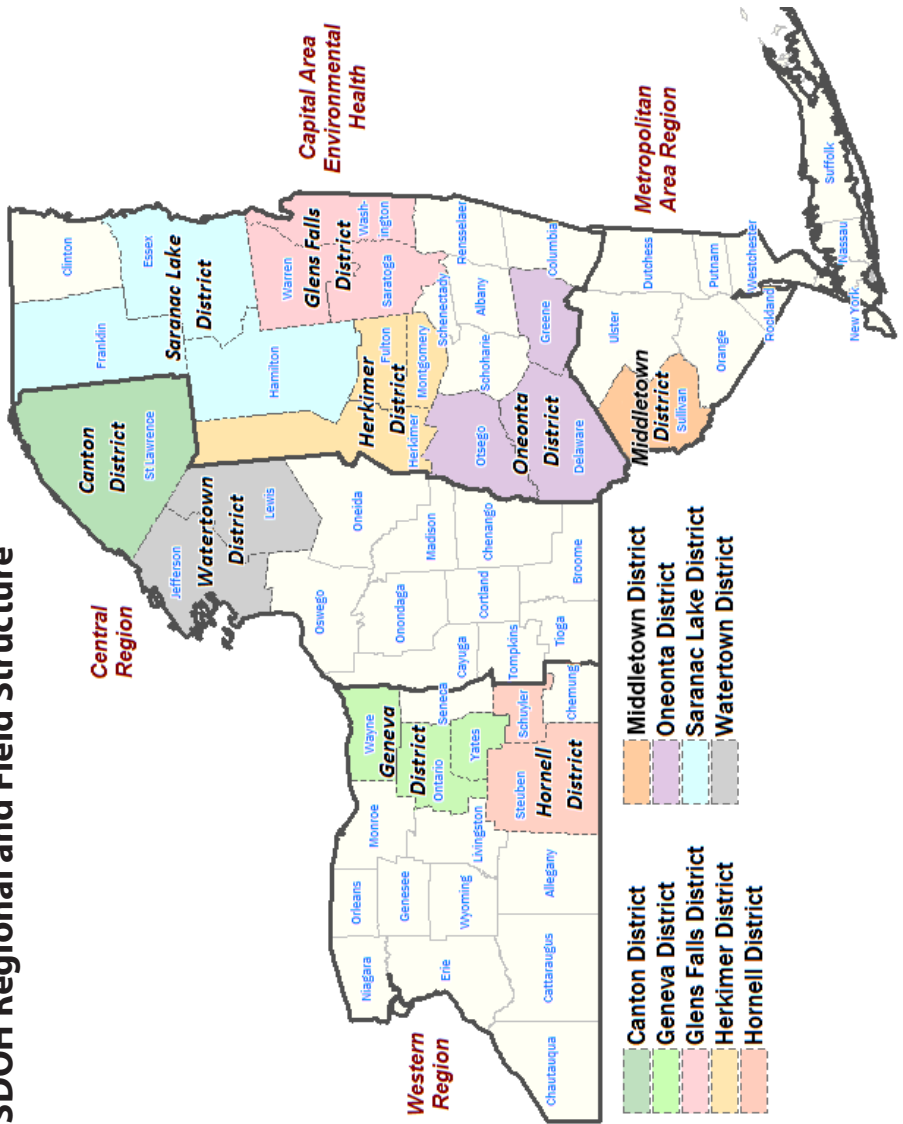 SDOH Regional and Field Structure
Central
Region
Capital Area
Environmental
Health
Western
Region
Metropolitan
Area Region
Canton
District
St Lawrence
Franklin
Clinton
Essex
Saranac Lake
District
Hamilton
Jefferson
Watertown
District
Lewis
Warren
Glens Falls
District
Wash-
ington
Saratoga
Herkimer
District
Fulton
Montgomery
Herkimer
Oswego
Oneida
Madison
Onondaga
Cayuga
Cortland
Chenango
Tompkins
Tioga
Broome
Otsego
Oneonta
District
Delaware
Schoharie
Schenectady
Albany
Rensselaer
Greene
Columbia
Niagara
Orleans
Monroe
Genesee
Erie
Wyoming
Livingston
Wayne
Geneva
District
Ontario
Seneca
Yates
Schuyler
Steuben
Hornell
District
Chemung
Chautauqua
Cattaraugus
Allegany
Middletown
District
Sullivan
Ulster
Dutchess
Orange
Putnam
Rockland
Westchester
New York
Nassau
Suffolk
Canton District
Geneva District
Glens Falls District
Herkimer District
Hornell District
Middletown District
Oneonta District
Saranac Lake District
Watertown District